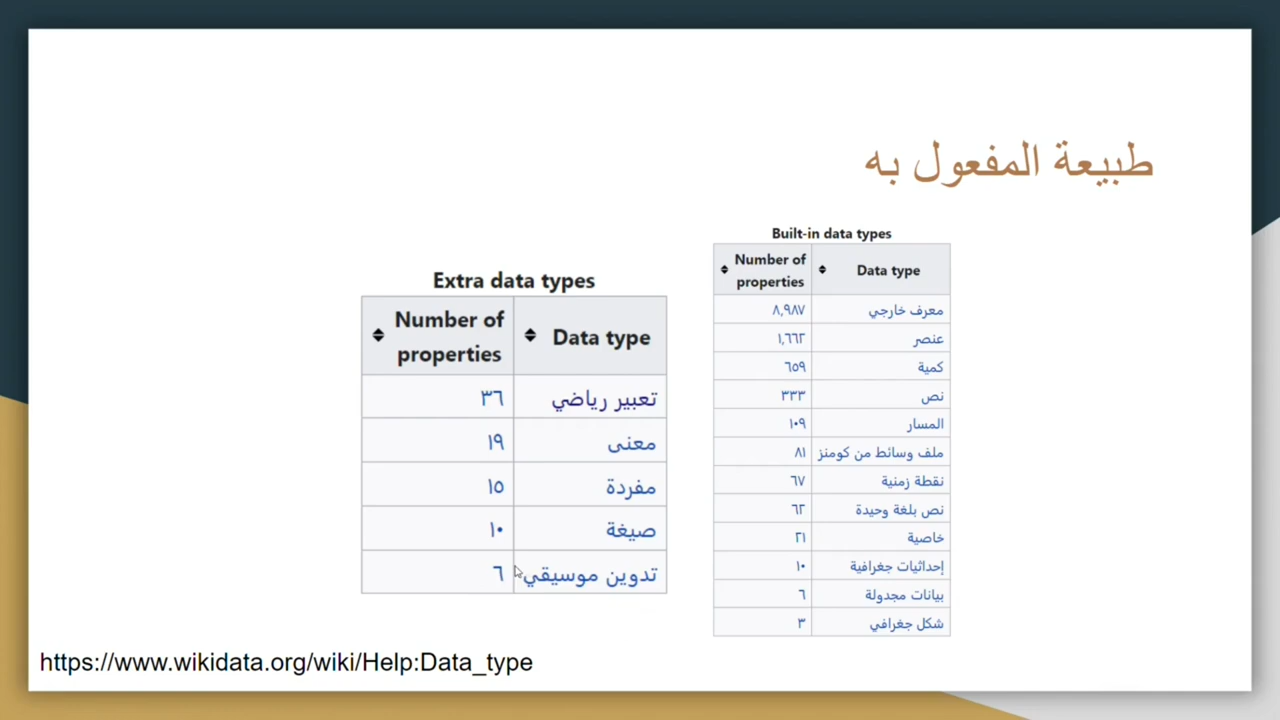 طبيعة المفعول به
Built-in data types
Data type
Number of
properties
معرف خارجي ٨,٩٨٧
عنصر ١,٦٦٢
كمية ٦٥٩
نص ٣٣٣
المسار ١٠٩
ملف وسائط من كومنز ٨١
نقطة زمنية ٦٧
نص بلغة وحيدة ٦٢
خاصية ٢١
إحداثيات جغرافية ١٠
بيانات مجدولة ٦
شكل جغرافي ٣
Extra data types
Data type
Number of
properties
تعبير رياضي ٣٦
معنى ١٩
مفردة ١٥
صيغة ١٠
تدوين موسيقي ٦
https://www.wikidata.org/wiki/Help:Data_type